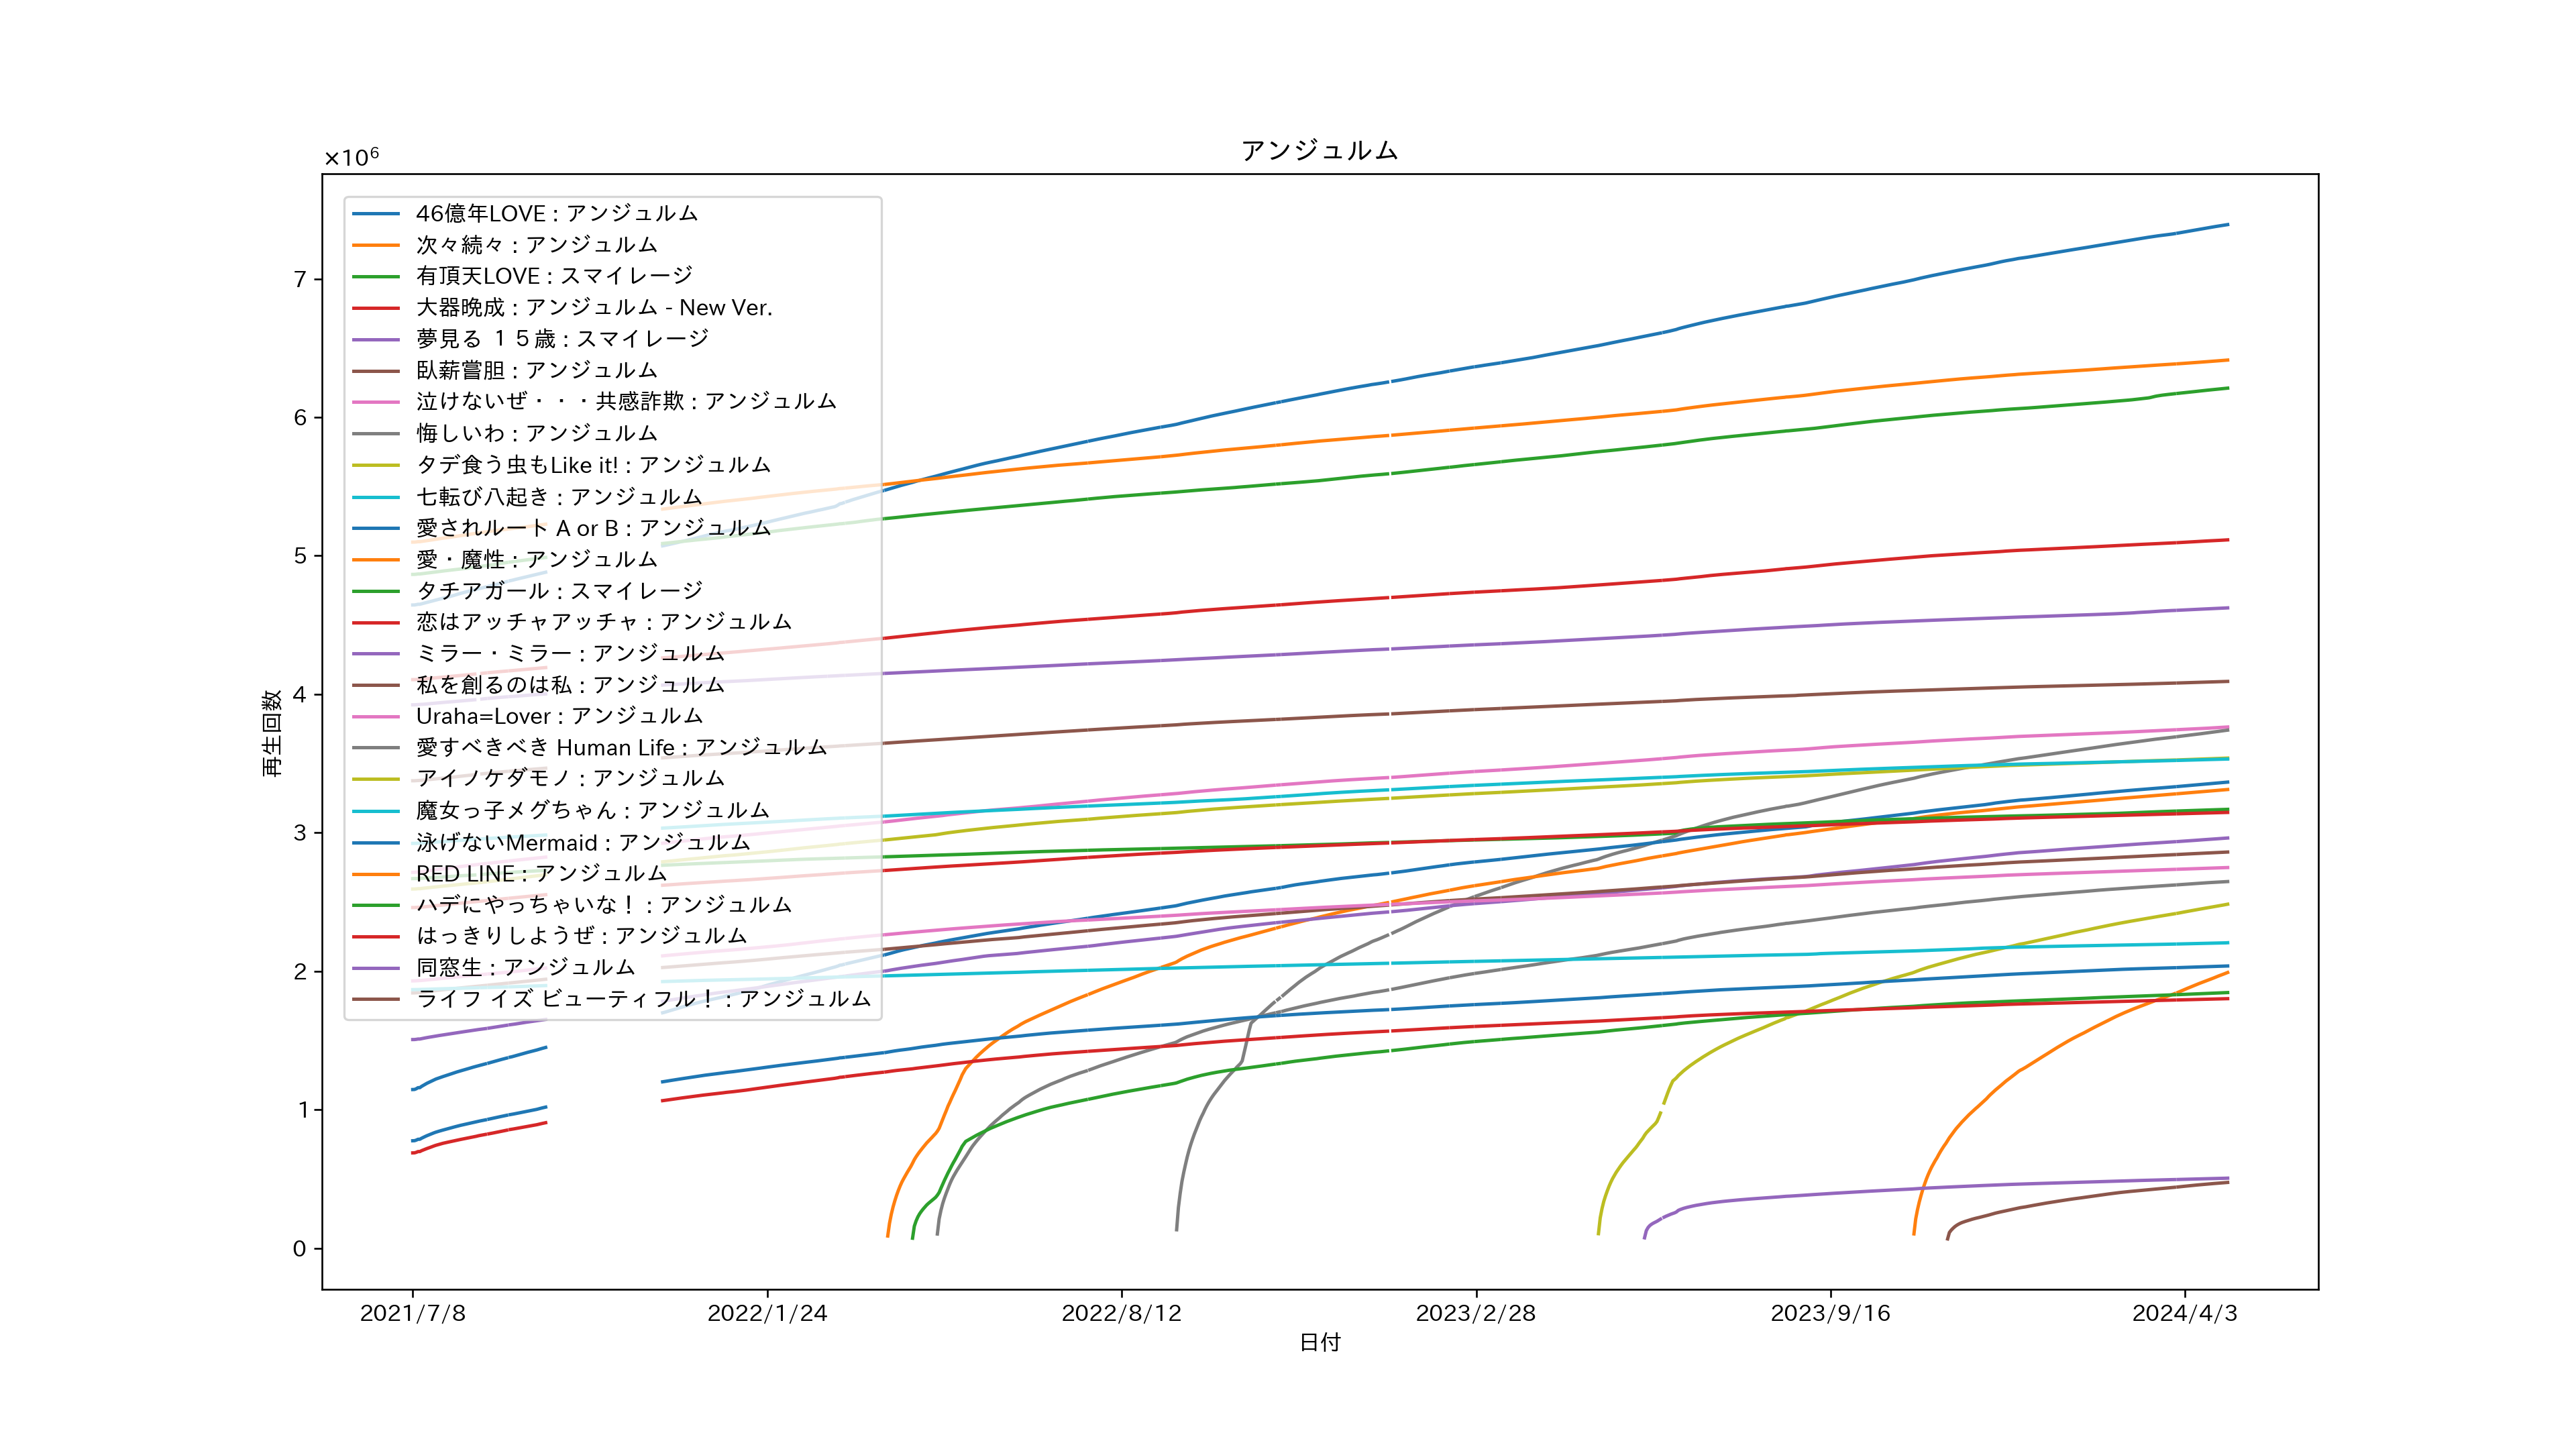 アンジュルム
×10⁶
46億年LOVE : アンジュルム
次々続々 : アンジュルム
有頂天LOVE : スマイレージ
大器晩成 : アンジュルム - New Ver.
夢見る １５歳 : スマイレージ
臥薪嘗胆 : アンジュルム
泣けないぜ・・・共感詐欺 : アンジュルム
悔しいわ : アンジュルム
タデ食う虫もLike it! : アンジュルム
七転び八起き : アンジュルム
愛されルート A or B : アンジュルム
愛・魔性 : アンジュルム
タチアガール : スマイレージ
恋はアッチャアッチャ : アンジュルム
ミラー・ミラー : アンジュルム
私を創るのは私 : アンジュルム
Uraha=Lover : アンジュルム
愛すべきべき Human Life : アンジュルム
アイノケダモノ : アンジュルム
魔女っ子メグちゃん : アンジュルム
泳げないMermaid : アンジュルム
RED LINE : アンジュルム
ハデにやっちゃいな！ : アンジュルム
はっきりしようぜ : アンジュルム
同窓生 : アンジュルム
ライフ イズ ビューティフル！ : アンジュルム
7
6
5
4
3
2
1
0
再生回数
2021/7/8 2022/1/24 2022/8/12 2023/2/28 2023/9/16 2024/4/3
日付